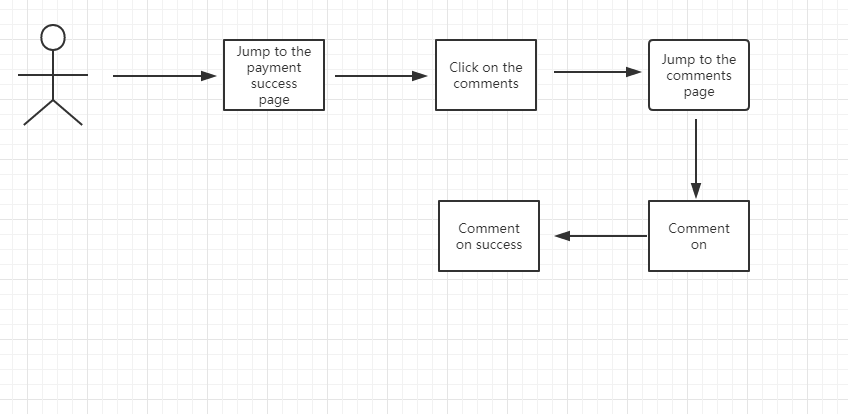 Jump to the
payment
success
page
Click on the
comments
Jump to the
comments
page
Comment
on success
Comment
on